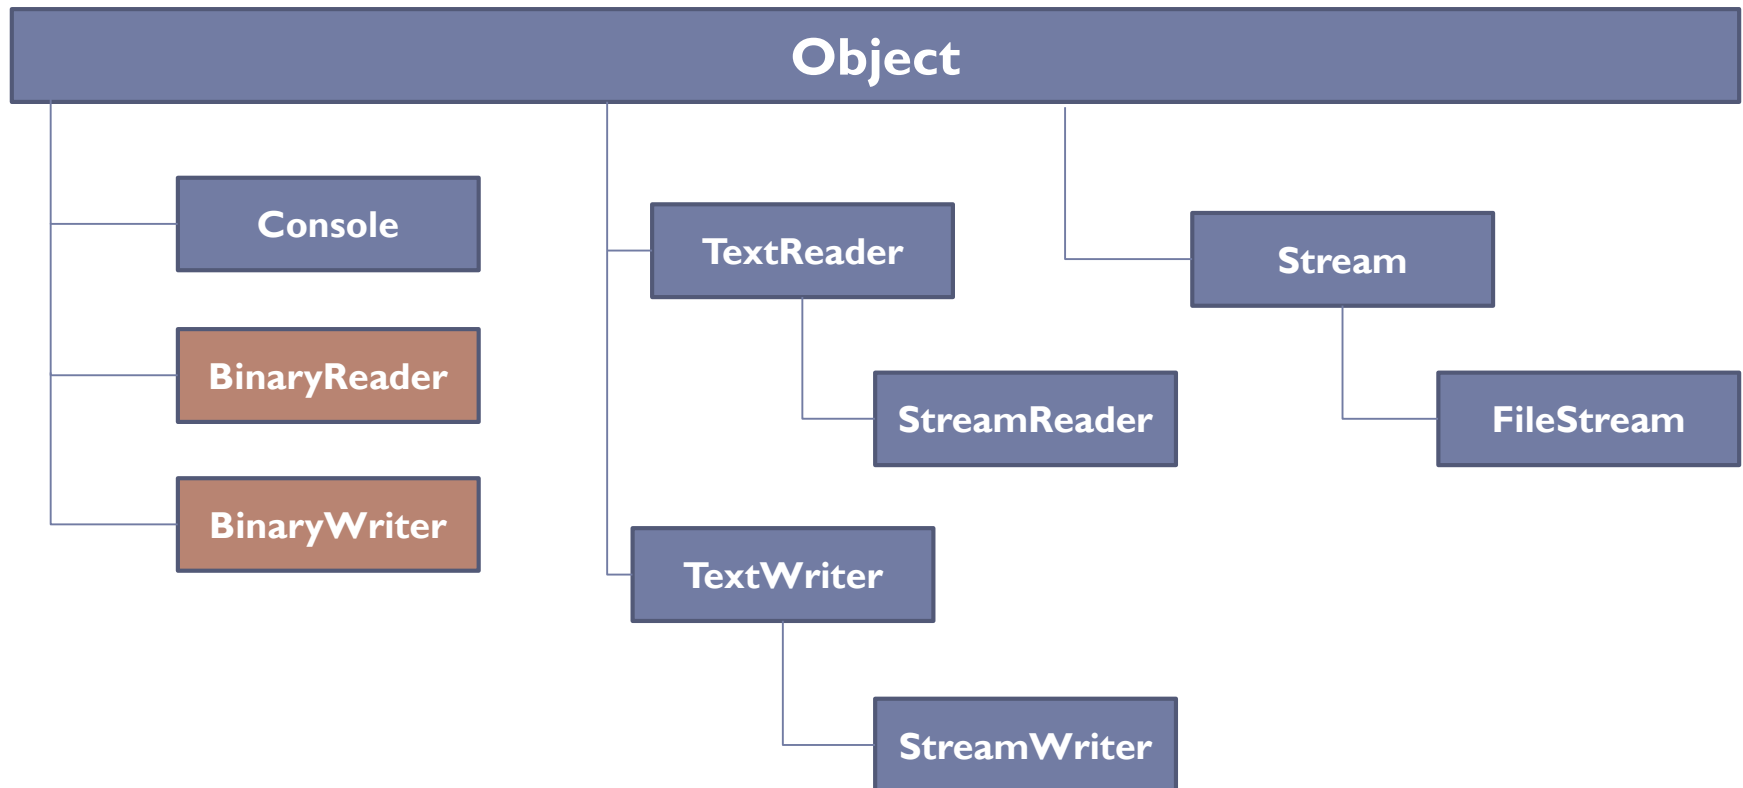 Object
Console
BinaryReader
BinaryWriter
TextReader
StreamReader
TextWriter
StreamWriter
Stream
FileStream